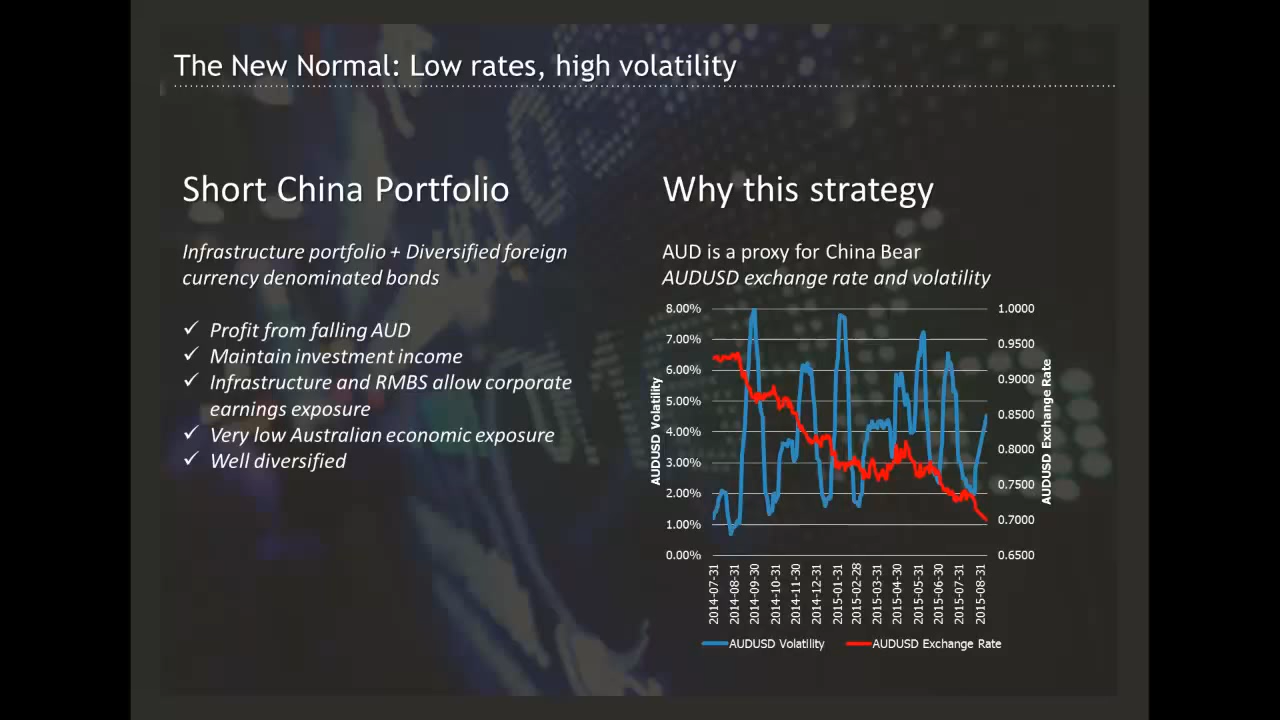 The New Normal: Low rates, high volatility
Short China Portfolio
Infrastructure portfolio + Diversified foreign
currency denominated bonds
✓ Profit from falling AUD
✓ Maintain investment income
✓ Infrastructure and RMBS allow corporate
earnings exposure
✓ Very low Australian economic exposure
✓ Well diversified
Why this strategy
AUD is a proxy for China Bear
AUDUSD exchange rate and volatility
AUDUSD Volatility
8.00%
7.00%
6.00%
5.00%
4.00%
3.00%
2.00%
1.00%
0.00%
1.0000
0.9500
0.9000
0.8500
0.8000
0.7500
0.7000
0.6500
AUDUSD Exchange Rate
2014-07-31
2014-08-31
2014-09-30
2014-10-31
2014-11-30
2014-12-31
2015-01-31
2015-02-28
2015-03-31
2015-04-30
2015-05-31
2015-06-30
2015-07-31
2015-08-31
AUDUSD Volatility
AUDUSD Exchange Rate